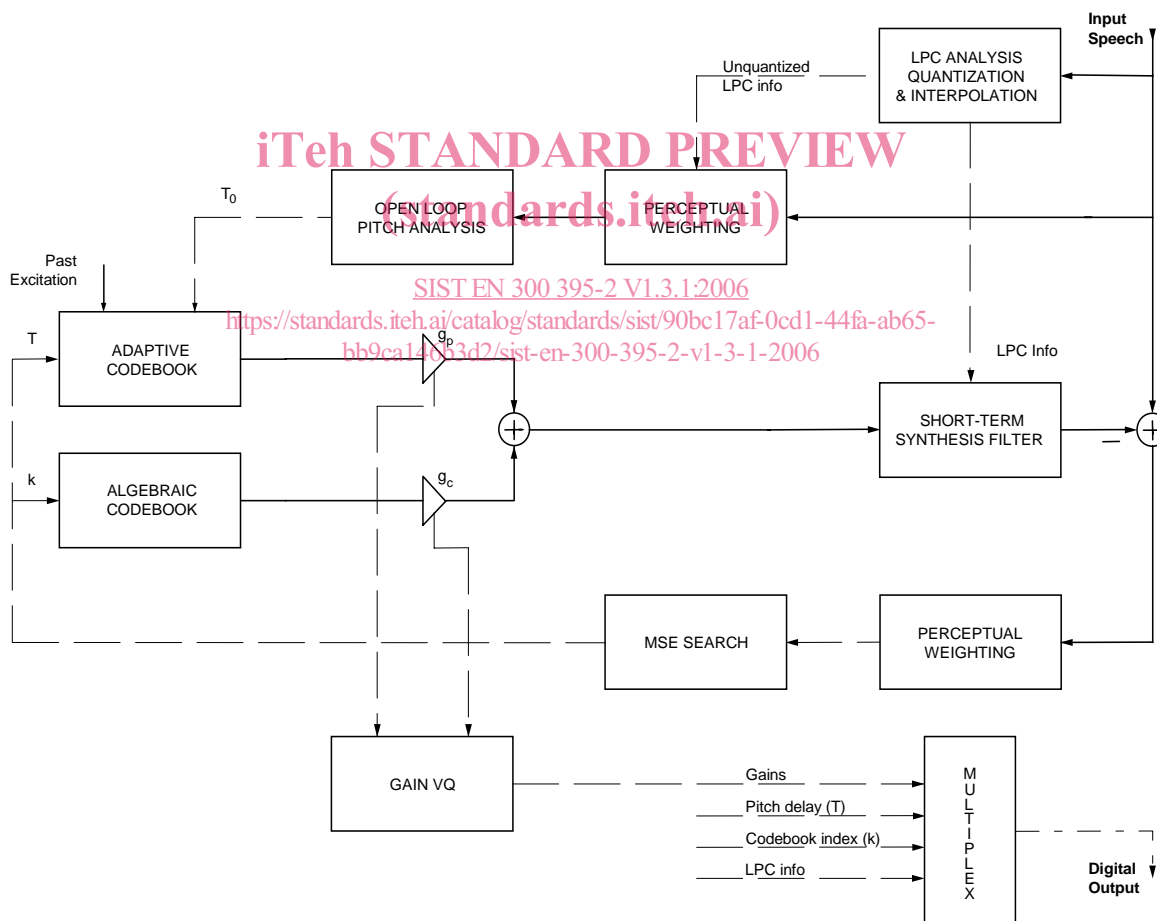 Input
Speech
LPC ANALYSIS
QUANTIZATION
& INTERPOLATION
Unquantized
LPC info
iTeh STANDARD PREVIEW
(standards.iteh.ai)
T0
OPEN LOOP
PITCH ANALYSIS
PERCEPTUAL
WEIGHTING
Past
Excitation
SIST EN 300 395-2 V1.3.1:2006
https://standards.iteh.ai/catalog/standards/sist/90bc17af-0cd1-44fa-ab65-
bb9ca146b3d2/sist-en-300-395-2-v1-3-1-2006
T
ADAPTIVE
CODEBOOK
gp
LPC Info
+
SHORT-TERM
SYNTHESIS FILTER
–
+
k
ALGEBRAIC
CODEBOOK
gc
MSE SEARCH
PERCEPTUAL
WEIGHTING
GAIN VQ
Gains
Pitch delay (T)
Codebook index (k)
LPC info
MULTIPLEX
Digital
Output